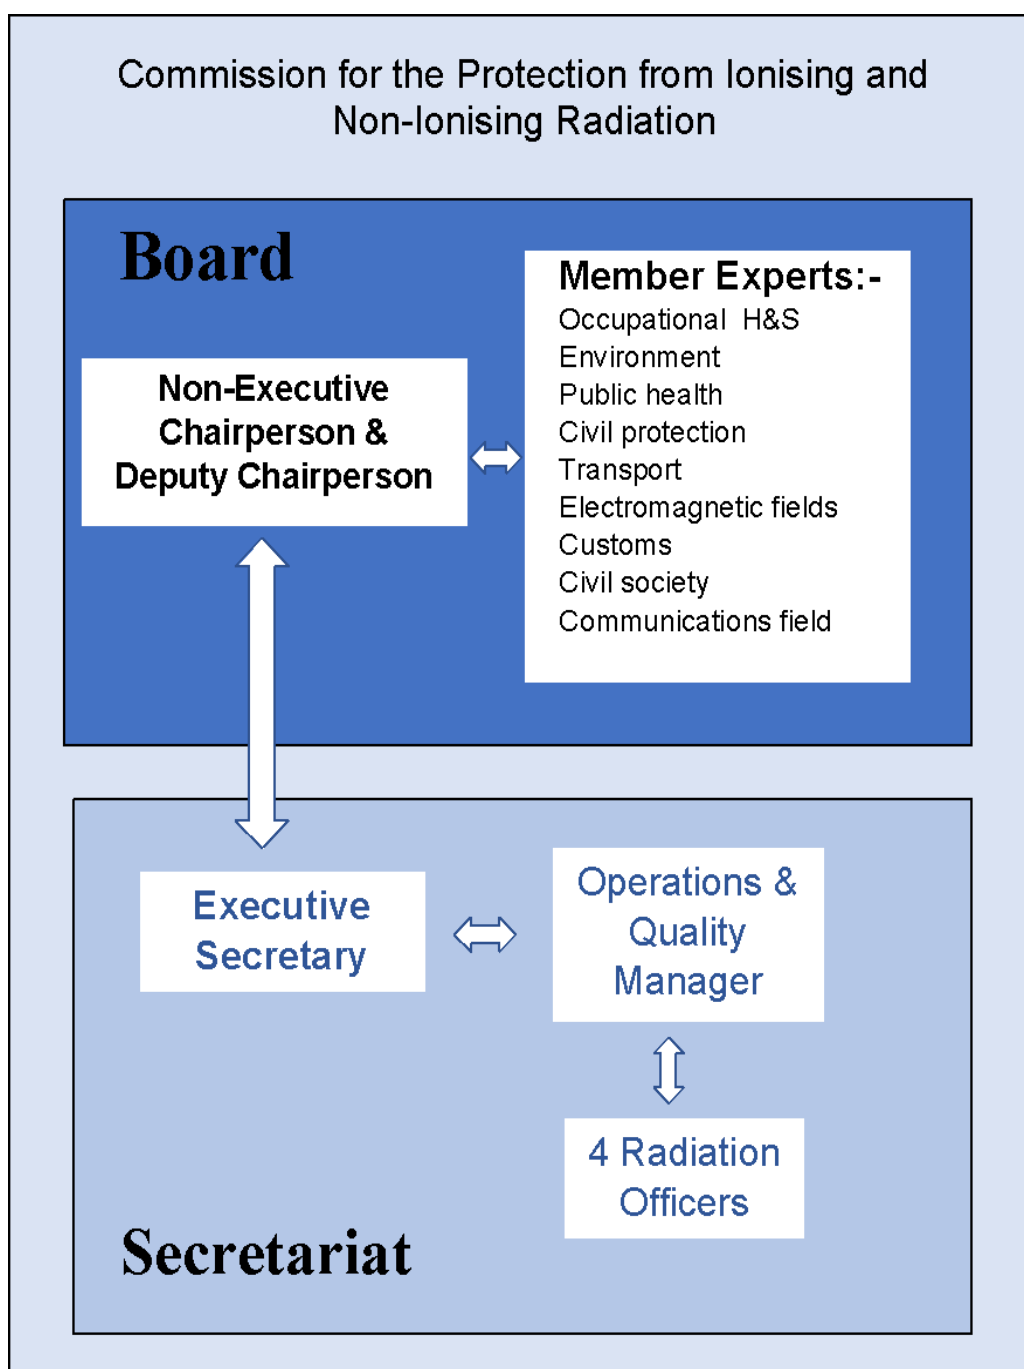 Commission for the Protection from Ionising and
Non-Ionising Radiation
Board
Non-Executive
Chairperson &
Deputy Chairperson
Member Experts:-
Occupational H&S
Environment
Public health
Civil protection
Transport
Electromagnetic fields
Customs
Civil society
Communications field
Executive
Secretary
Operations &
Quality
Manager
4 Radiation
Officers
Secretariat